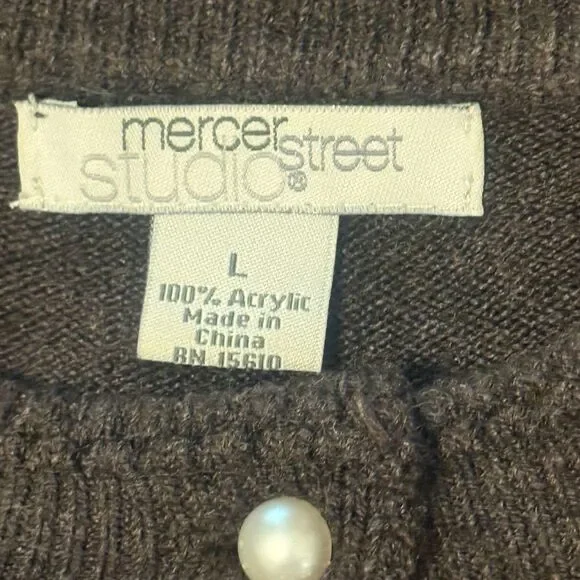 mercer street
studio®
L
100% Acrylic
Made in
China
RN 15610